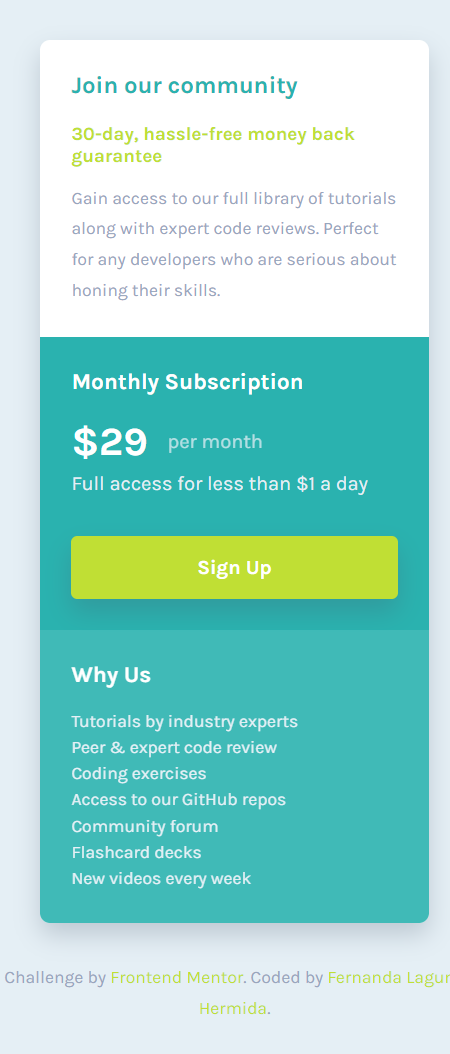 Join our community
30-day, hassle-free money back
guarantee
Gain access to our full library of tutorials
along with expert code reviews. Perfect
for any developers who are serious about
honing their skills.
Monthly Subscription
$29 per month
Full access for less than $1 a day
Sign Up
Why Us
Tutorials by industry experts
Peer & expert code review
Coding exercises
Access to our GitHub repos
Community forum
Flashcard decks
New videos every week
Challenge by Frontend Mentor. Coded by Fernanda
Hermida.